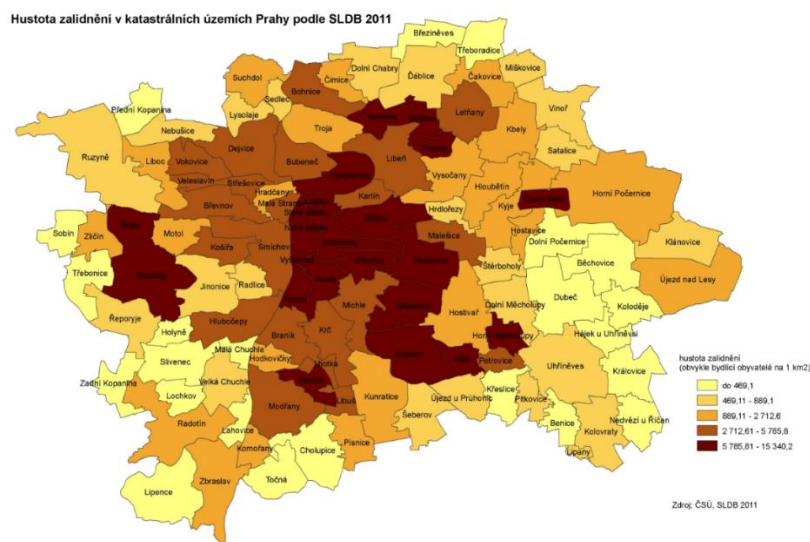 Hustota zalidnění v katastrálních územích Prahy podle SLDB 2011
Březiněves
Třeboradice
Dolní Chabry
Miškovice
Ďáblice
Čakovice
Suchdol
Čimice
Bohnice
Sedlec
Přední Kopanina
Lysolaje
Letňany
Vinoř
Troja
Kbely
Nebušice
Satalice
Dejvice
Ruzyně
Liboc
Vokovice
Bubeneč
Libeň
Vysočany
Veleslavín
Střešovice
Hloubětín
Horní Počernice
Hradčany
Karlín
Malá Strana
Břevnov
Hrdlořezy
Kyje
Hostavice
Klánovice
Sobín
Zličín
Motol
Košíře
Smíchov
Malešice
Dolní Počernice
Štěrboholy
Běchovice
Třebonice
Jinonice
Radlice
Újezd nad Lesy
Dubeč
Koloděje
Dolní Měcholupy
Michle
Hostivař
Řeporyje
Hlubočepy
Holyně
Braník
Krč
Hájek u Uhříněvsi
Petrovice
Slivenec
Malá Chuchle
Hodkovičky
Uhříněves
Královice
Zadní Kopanina
Velká Chuchle
Lochkov
Modřany
Libuš
Kunratice
Šeberov
Újezd u Průhonic
Křeslice
Pitkovice
Benice
Kolovraty
Nedvězí u Říčan
Radotín
Lahovice
Komořany
Cholupice
Písnice
Lipany
Lipence
Zbraslav
Točná
hustota zalidnění
(obvykle bydlící obyvatelé na 1 km2)
do 469,1
469,11 - 889,1
889,11 - 2 712,6
2 712,61 - 5 785,8
5 785,81 - 15 340,2
Zdroj: ČSÚ, SLDB 2011